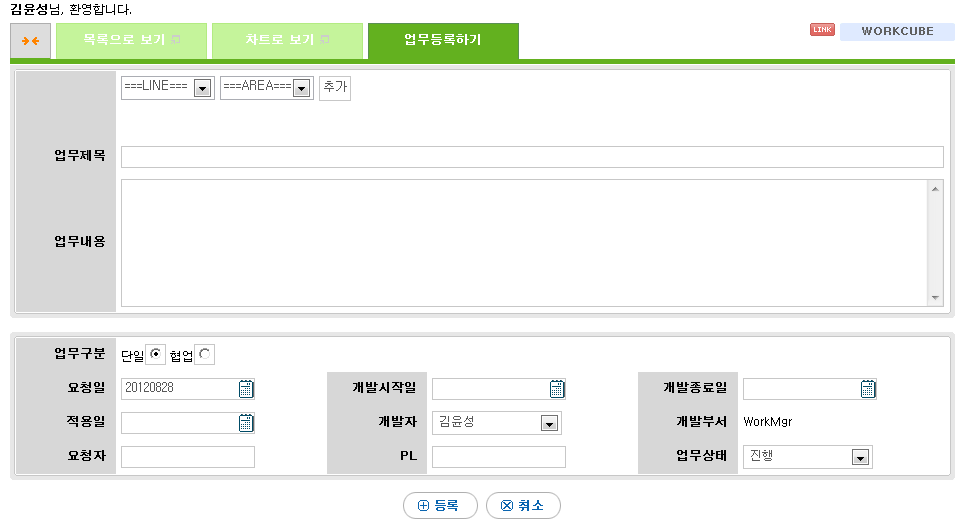 김윤성님, 환영합니다.
목록으로 보기 차트로 보기 업무등록하기 LINK WORKCUBE
===LINE=== ===AREA=== 추가
업무제목
업무내용
업무구분 단일 협업
요청일 20120828 개발시작일 개발종료일
적용일 개발자 김윤성 개발부서 WorkMgr
요청자 PL 업무상태 진행
등록 취소